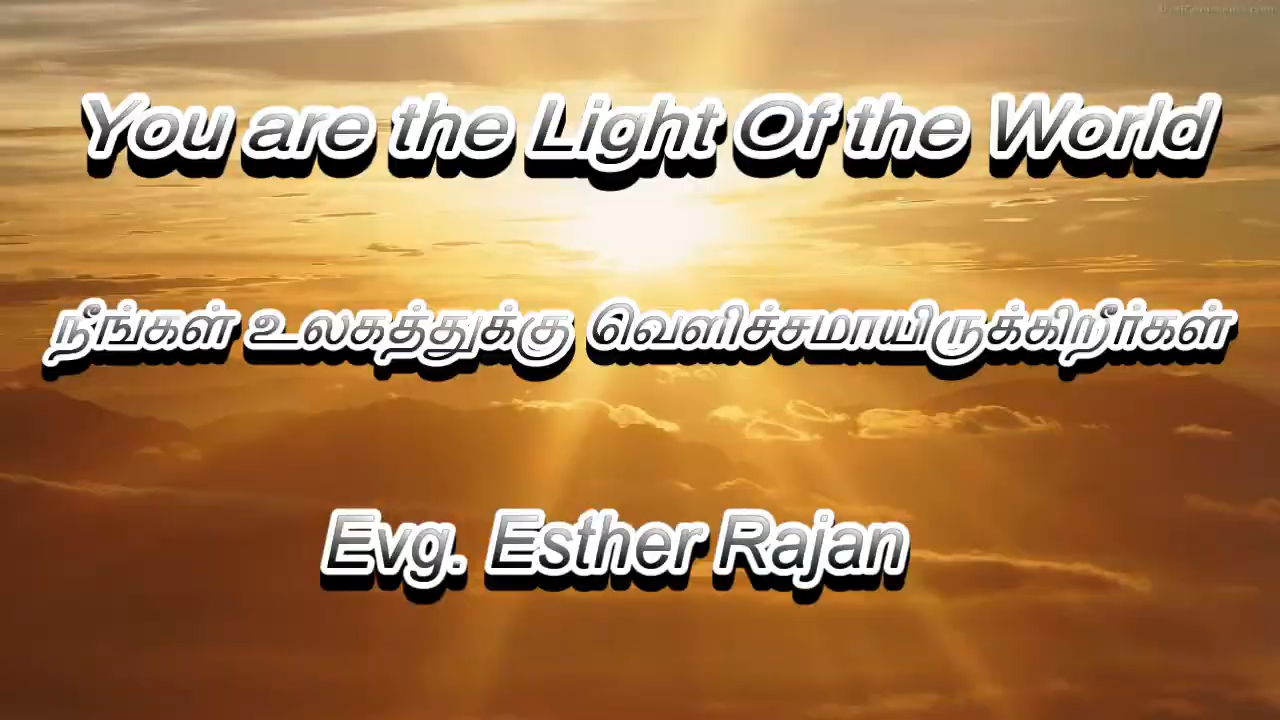 You are the Light Of the World
நீங்கள் உலகத்துக்கு வெளிச்சமாயிருக்கிறீர்கள்
Evg. Esther Rajan